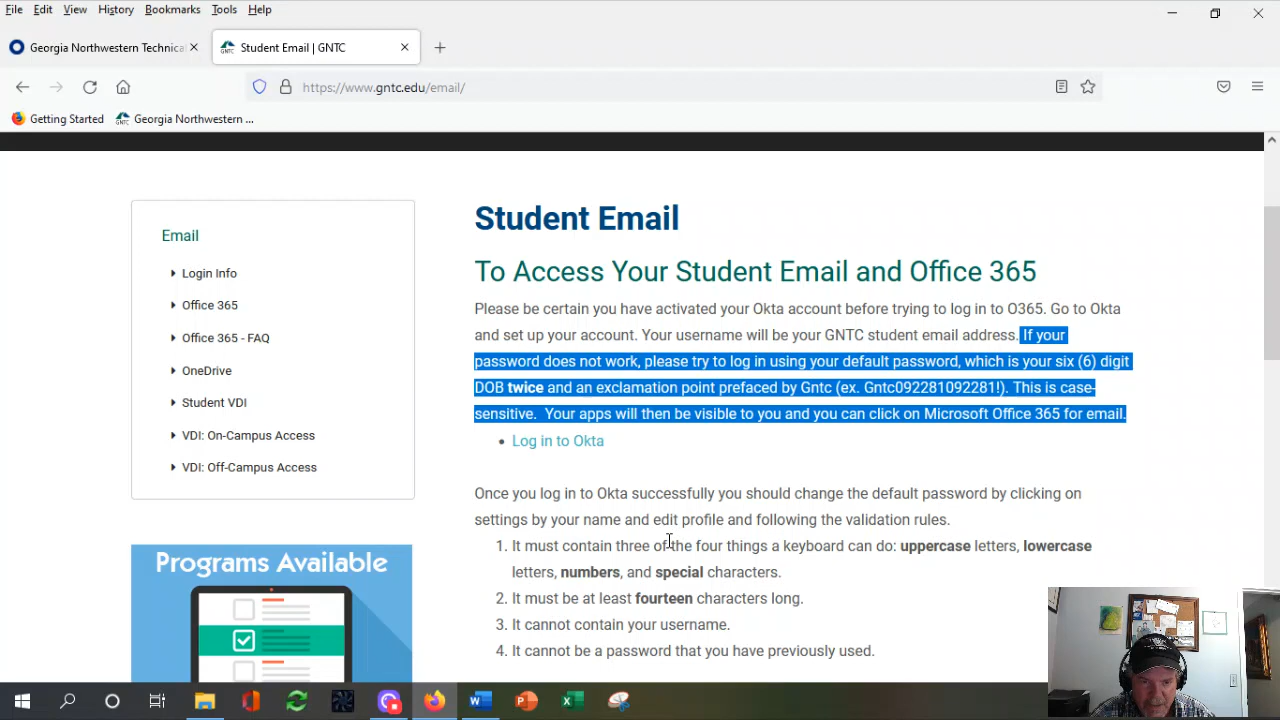 File Edit View History Bookmarks Tools Help
Georgia Northwestern Technica
Student Email | GNTC
https://www.gntc.edu/email/
Getting Started
Georgia Northwestern ...
Email
Login Info
Office 365
Office 365 - FAQ
OneDrive
Student VDI
VDI: On-Campus Access
VDI: Off-Campus Access
Programs Available
Student Email
To Access Your Student Email and Office 365
Please be certain you have activated your Okta account before trying to log in to O365. Go to Okta
and set up your account. Your username will be your GNTC student email address. If your
password does not work, please try to log in using your default password, which is your six (6) digit
DOB twice and an exclamation point prefaced by Gntc (ex. Gntc092281092281!). This is case-
sensitive. Your apps will then be visible to you and you can click on Microsoft Office 365 for email.
• Log in to Okta
Once you log in to Okta successfully you should change the default password by clicking on
settings by your name and edit profile and following the validation rules.
1. It must contain three of the four things a keyboard can do: uppercase letters, lowercase
letters, numbers, and special characters.
2. It must be at least fourteen characters long.
3. It cannot contain your username.
4. It cannot be a password that you have previously used.